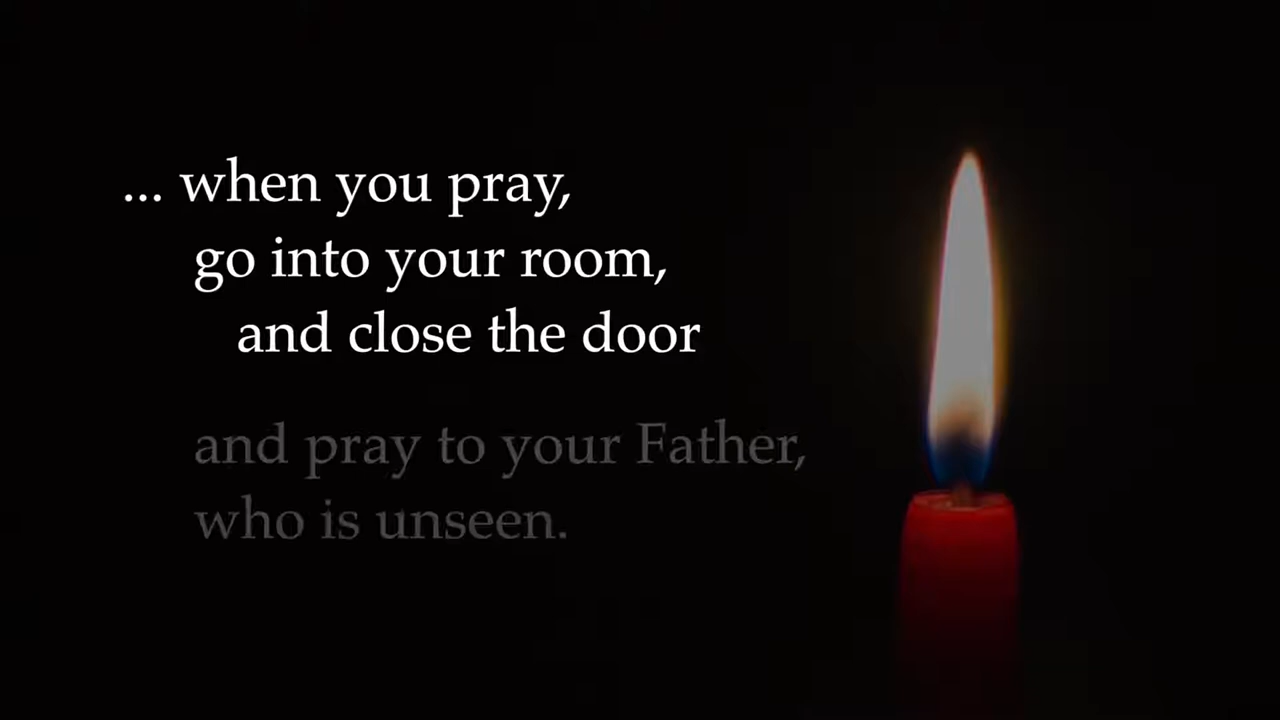 ... when you pray,
go into your room,
and close the door
and pray to your Father,
who is unseen.